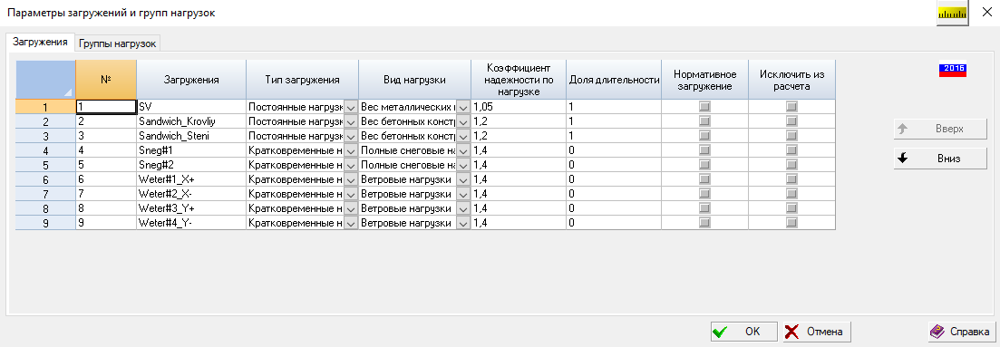 Параметры загружений и групп нагрузок
Загружения Группы нагрузок
№ Загружения Тип загружения Вид нагрузки Коэффициент надежности по нагрузке Доля длительности Нормативное загружение Исключить из расчета
1 1 SV Постоянные нагрузк Вес металлических 1,05 1
2 2 Sandwich_Krovliy Постоянные нагрузк Вес бетонных констр 1,2 1
3 3 Sandwich_Steni Постоянные нагрузк Вес бетонных констр 1,2 1
4 4 Sneg#1 Кратковременные н Полные снеговые на 1,4 0
5 5 Sneg#2 Кратковременные н Полные снеговые на 1,4 0
6 6 Weter#1_X+ Кратковременные н Ветровые нагрузки 1,4 0
7 7 Weter#2_X- Кратковременные н Ветровые нагрузки 1,4 0
8 8 Weter#3_Y+ Кратковременные н Ветровые нагрузки 1,4 0
9 9 Weter#4_Y- Кратковременные н Ветровые нагрузки 1,4 0
2016
Вверх
Вниз
OK Отмена Справка